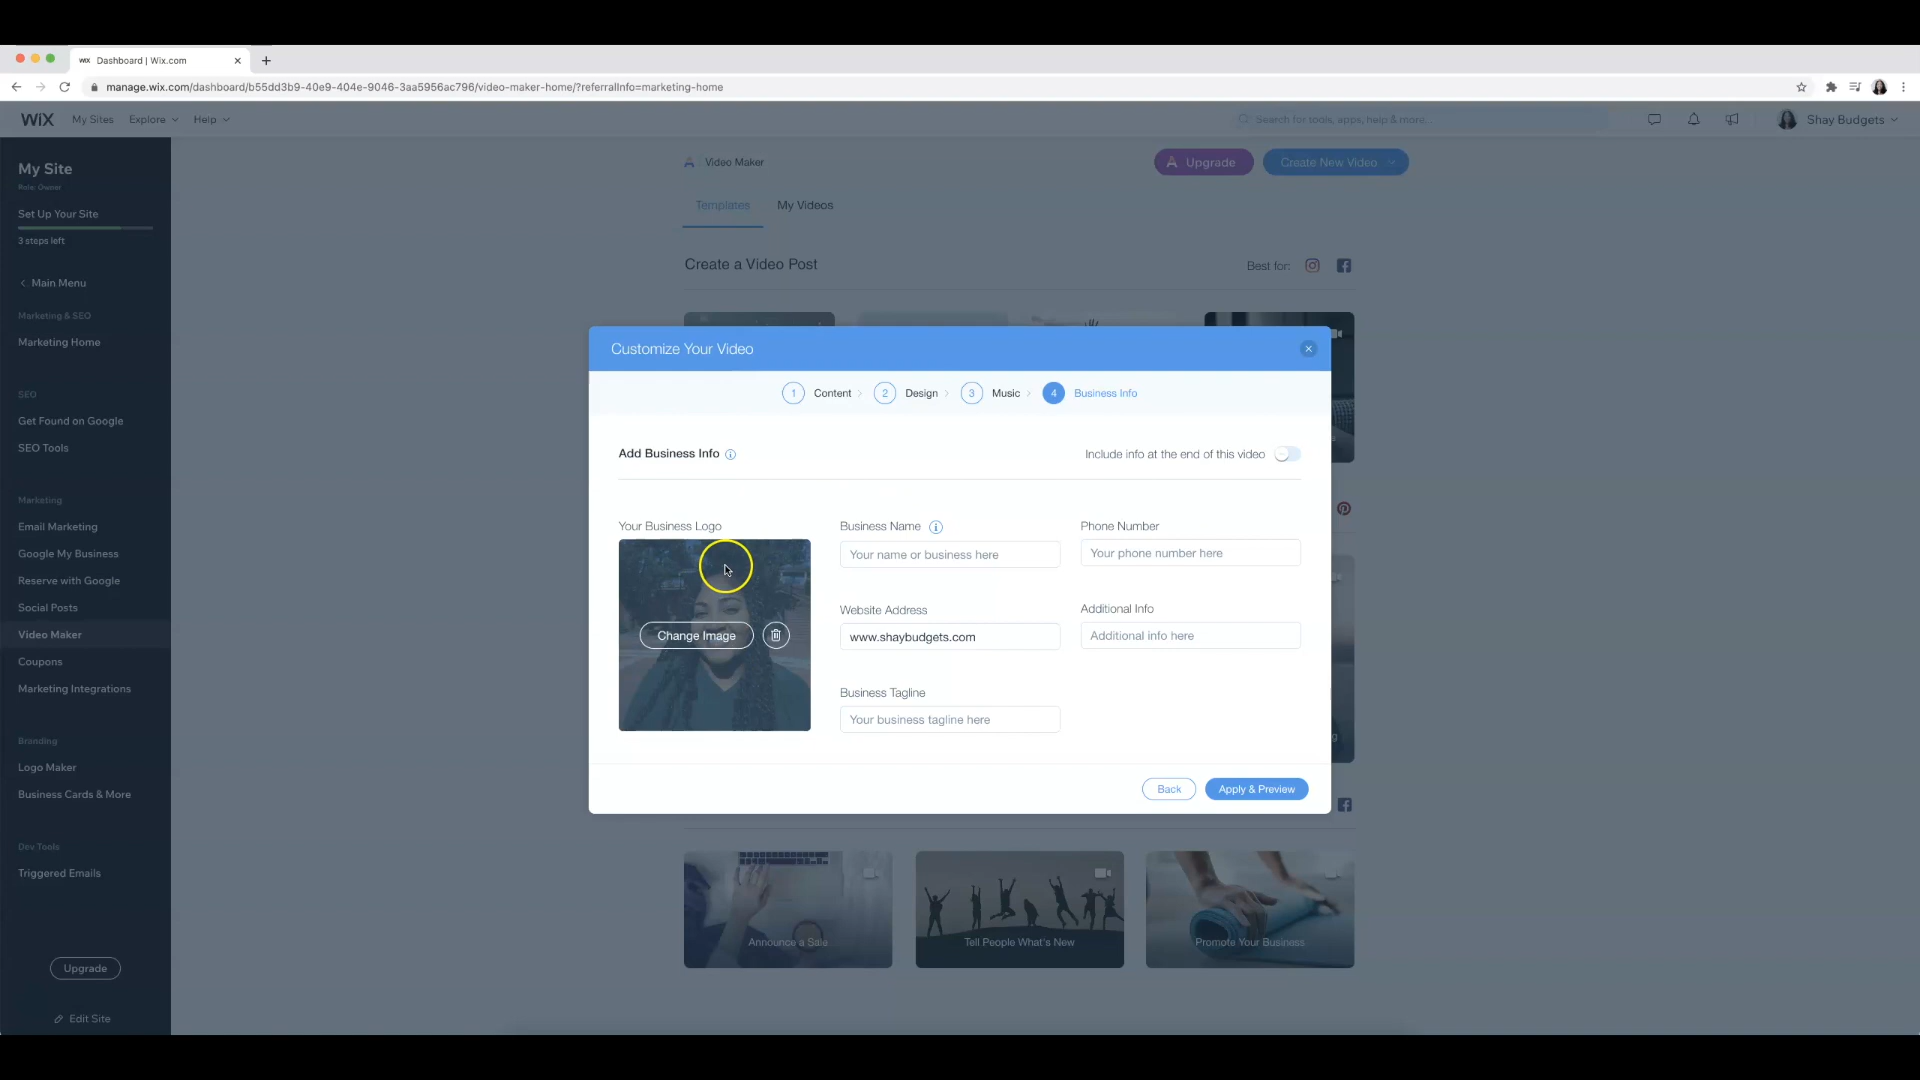 WiX Dashboard | Wix.com
manage.wix.com/dashboard/b55dd3b9-40e9-404e-9046-3aa5956ac796/video-maker-home/?referralInfo=marketing-home
WiX My Sites Explore Help Search for tools, apps, help & more... Shay Budgets
My Site
Role: Owner
Set Up Your Site
3 steps left
Main Menu
Marketing & SEO
Marketing Home
SEO
Get Found on Google
SEO Tools
Marketing
Email Marketing
Google My Business
Reserve with Google
Social Posts
Video Maker
Coupons
Marketing Integrations
Branding
Logo Maker
Business Cards & More
Dev Tools
Triggered Emails
Upgrade
Edit Site
Video Maker Upgrade Create New Video
Templates My Videos
Create a Video Post Best for:
Customize Your Video
1 Content 2 Design 3 Music 4 Business Info
Add Business Info Include info at the end of this video
Your Business Logo
Change Image
Business Name
Your name or business here
Phone Number
Your phone number here
Website Address
www.shaybudgets.com
Additional Info
Additional info here
Business Tagline
Your business tagline here
Back Apply & Preview
Announce a Sale Tell People What's New Promote Your Business